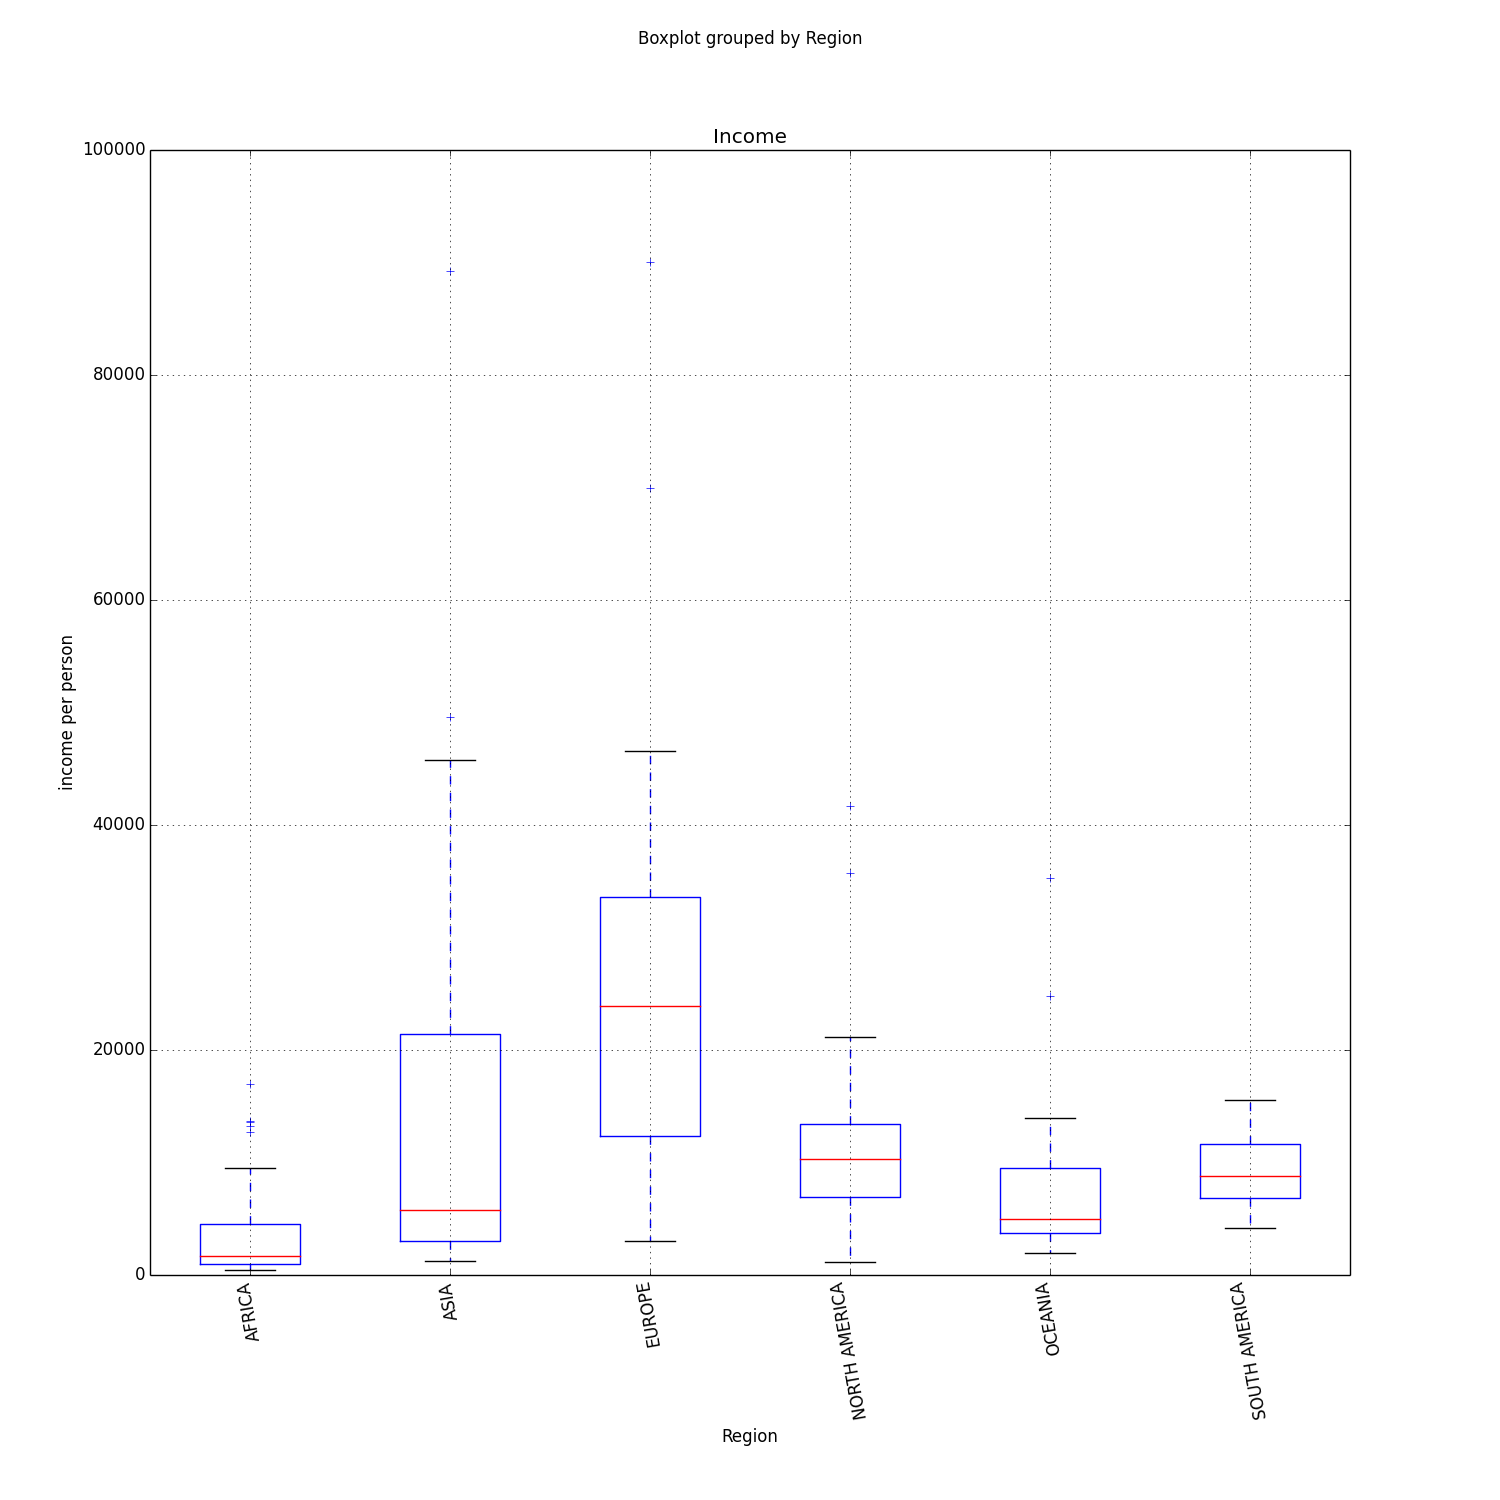 Boxplot grouped by Region
Income
100000
80000
60000
40000
20000
0
income per person
AFRICA
ASIA
EUROPE
NORTH AMERICA
OCEANIA
SOUTH AMERICA
Region